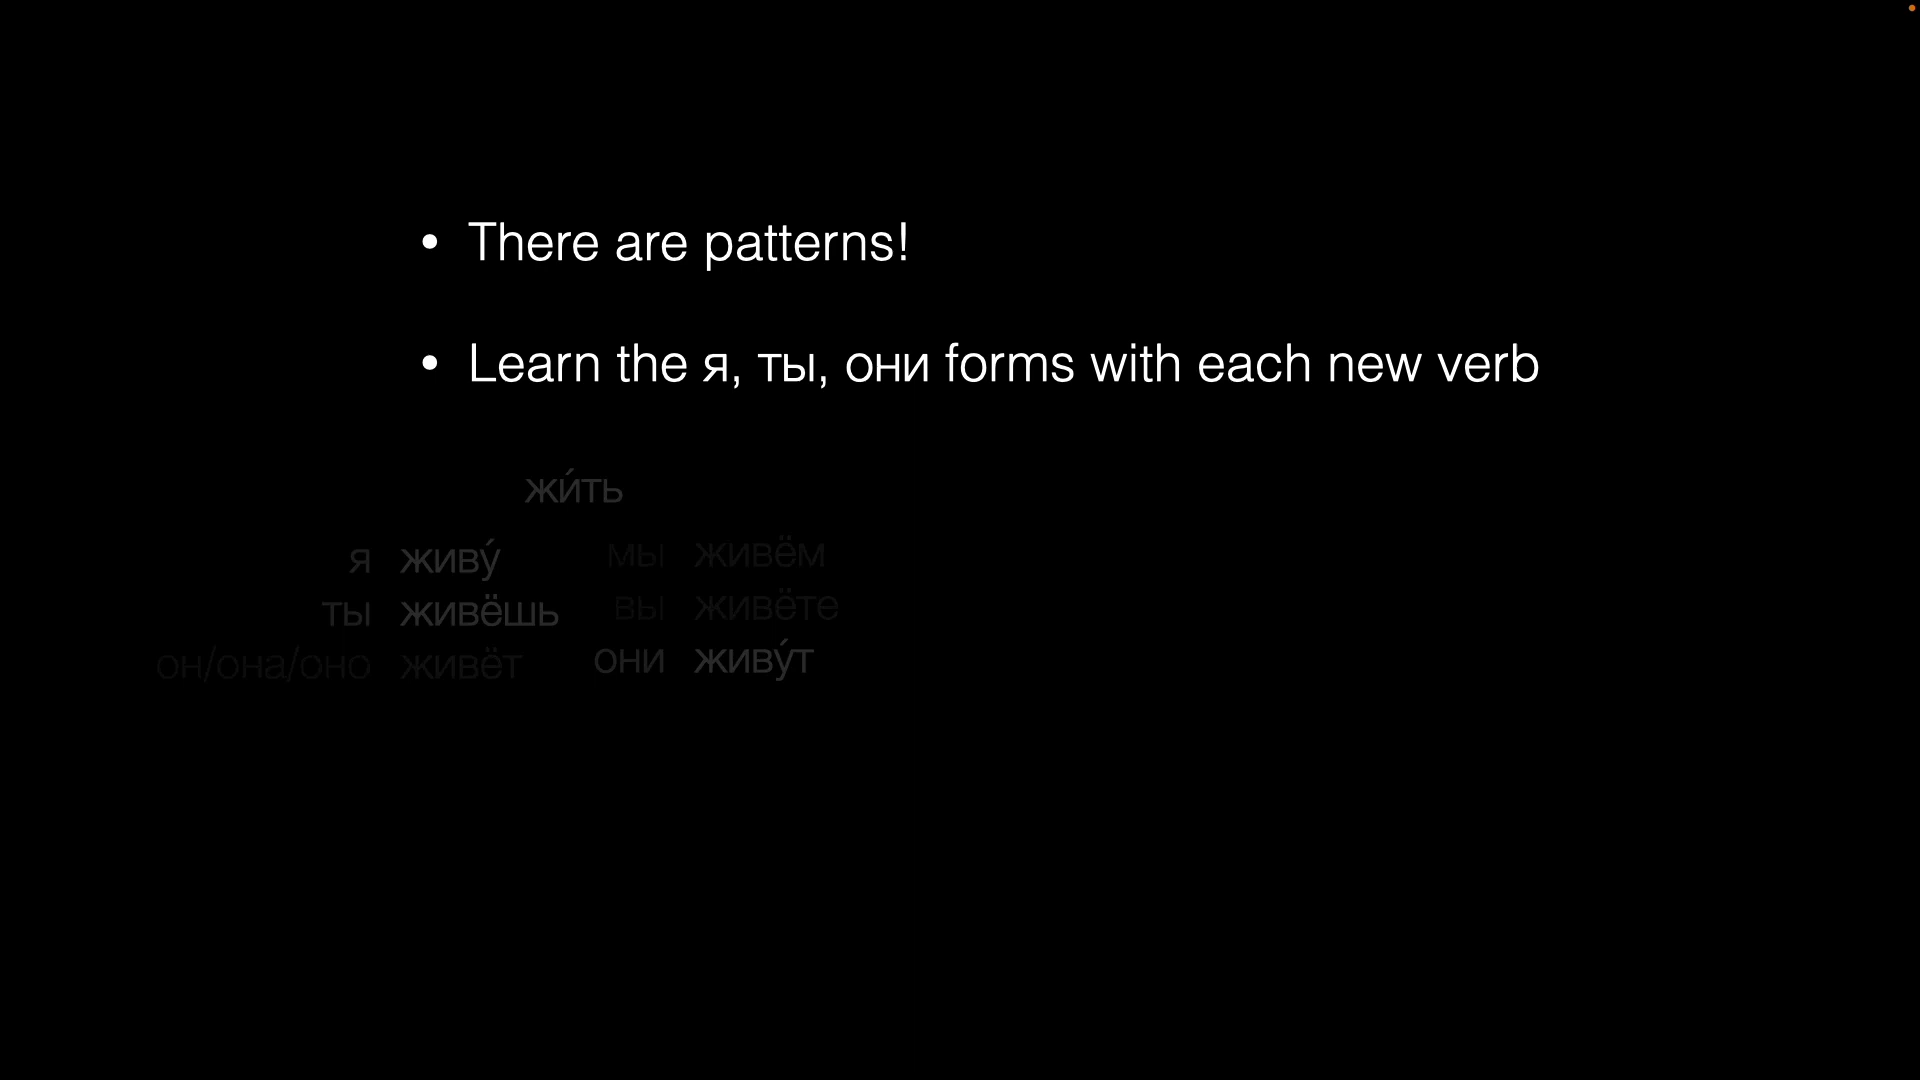 • There are patterns!
• Learn the я, ты, они forms with each new verb
жи́ть
я живу́
ты живёшь
он/она/оно живёт
мы живём
вы живёте
они живу́т